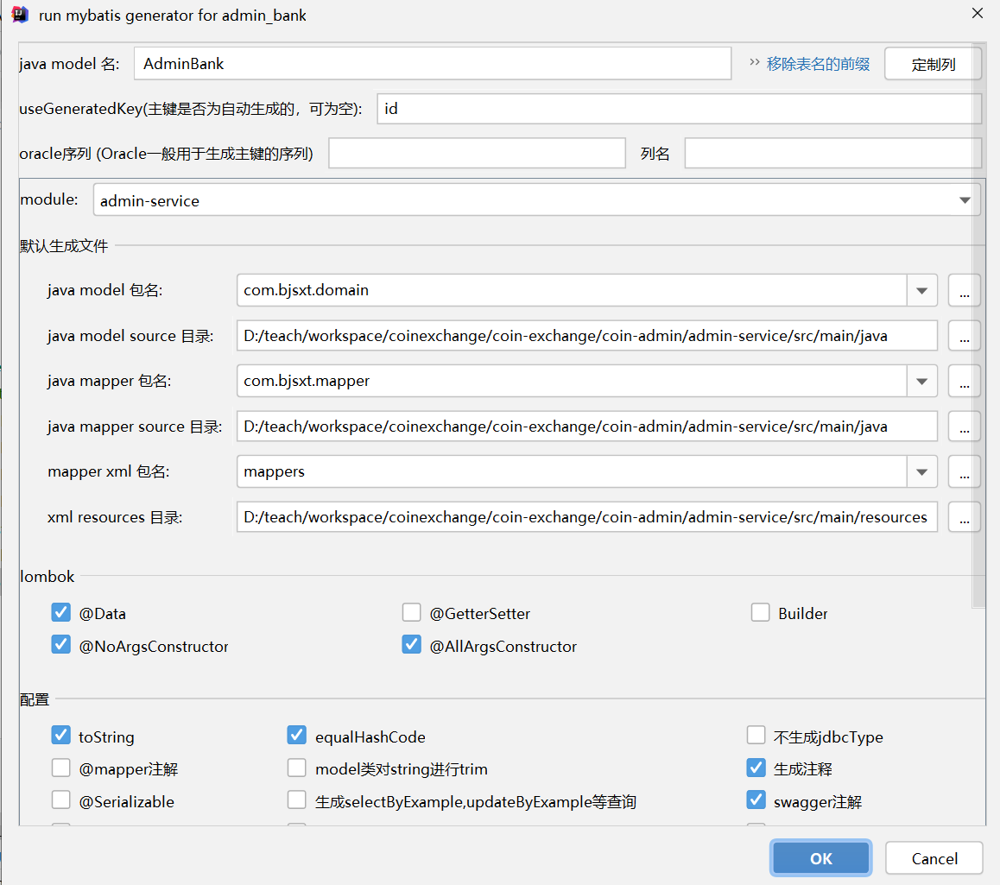 run mybatis generator for admin_bank
java model 名: AdminBank >> 移除表名的前缀 定制列
useGeneratedKey(主键是否为自动生成的，可为空): id
oracle序列 (Oracle一般用于生成主键的序列) 列名
module: admin-service
默认生成文件
java model 包名: com.bjsxt.domain ...
java model source 目录: D:/teach/workspace/coinexchange/coin-exchange/coin-admin/admin-service/src/main/java ...
java mapper 包名: com.bjsxt.mapper ...
java mapper source 目录: D:/teach/workspace/coinexchange/coin-exchange/coin-admin/admin-service/src/main/java ...
mapper xml 包名: mappers ...
xml resources 目录: D:/teach/workspace/coinexchange/coin-exchange/coin-admin/admin-service/src/main/resources ...
lombok
@Data @GetterSetter Builder
@NoArgsConstructor @AllArgsConstructor
配置
toString equalHashCode 不生成jdbcType
@mapper注解 model类对string进行trim 生成注释
@Serializable 生成selectByExample,updateByExample等查询 swagger注解
OK Cancel